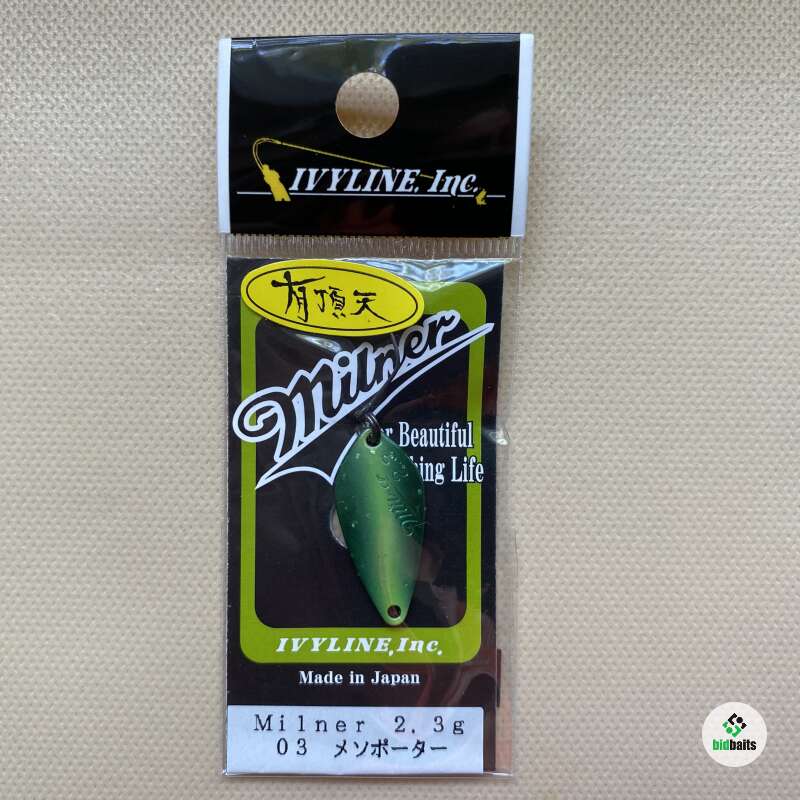 IVYLINE. Inc.
有頂天
Milner
Beautiful
Life
IVYLINE, Inc.
Made in Japan
Milner 2.3g
03 メソポーター
bidbaits